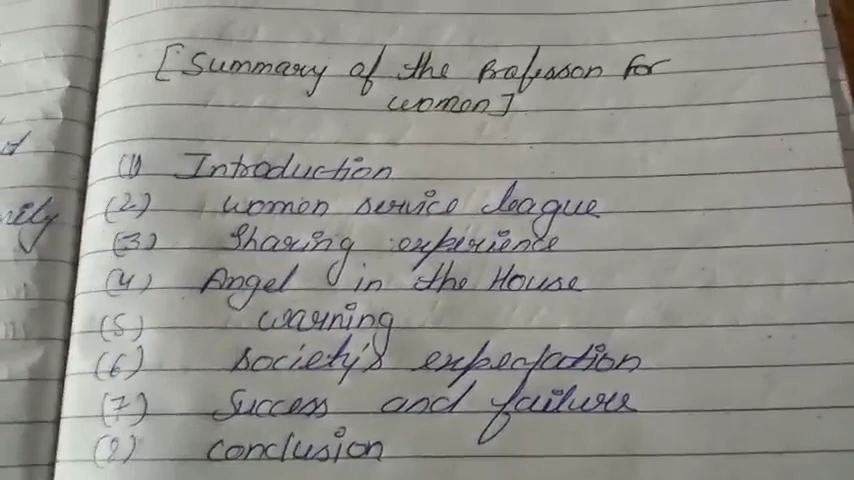 [Summary of the Profession for
women]
(1) Introduction
(2) women service league
(3) Sharing experience
(4) Angel in the House
(5) warning
(6) society's expectation
(7) Success and failure
(8) conclusion